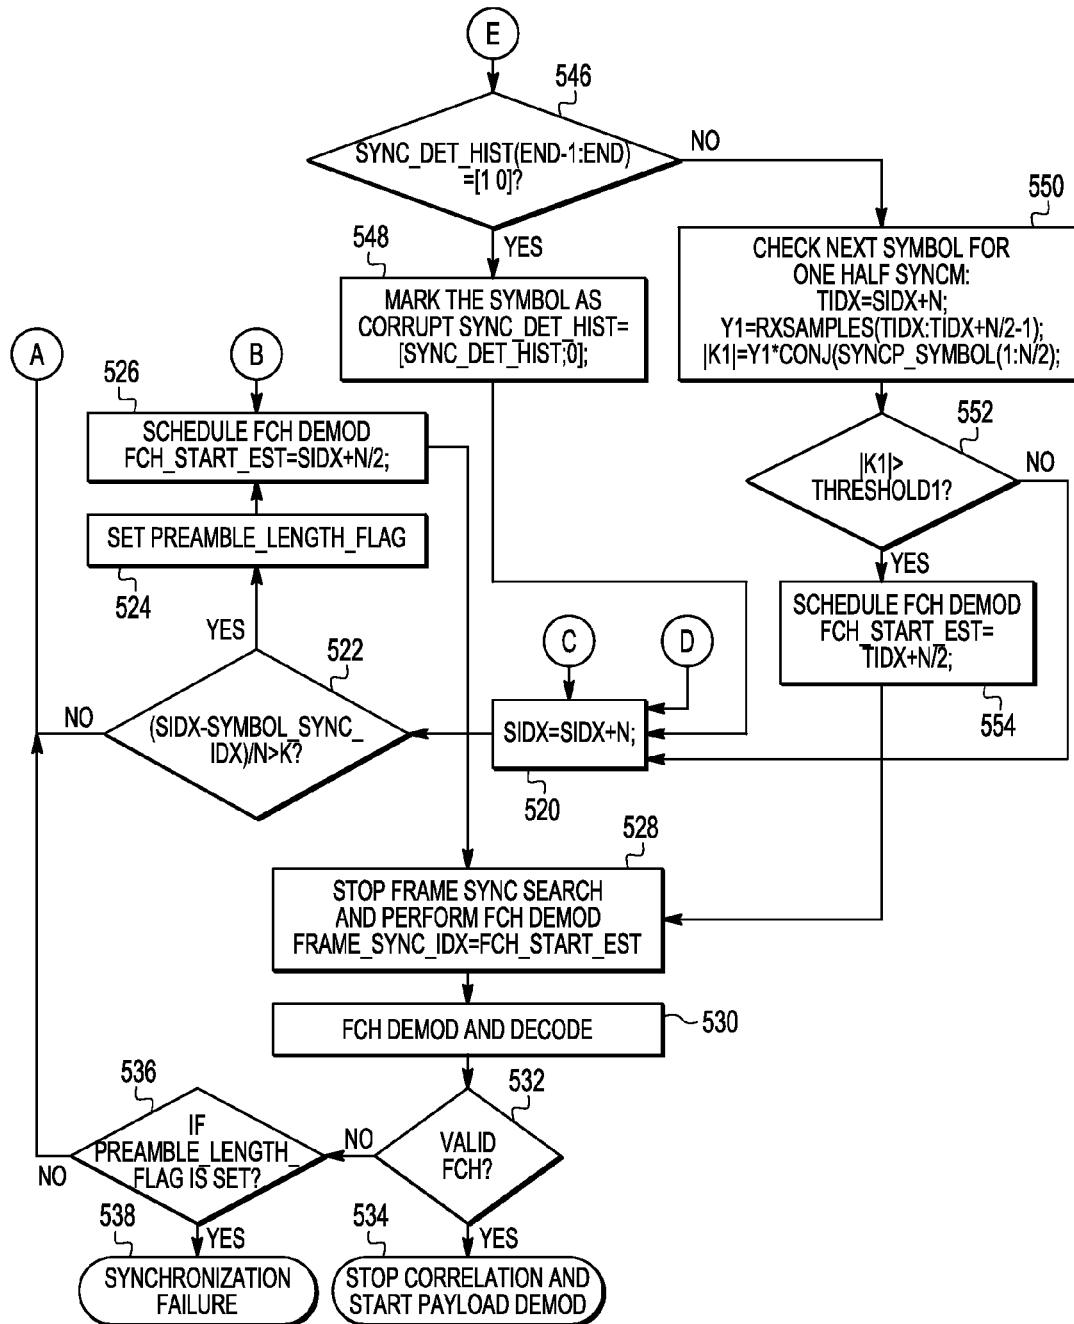 E
546
SYNC_DET_HIST(END-1:END)
=[1 0]?
NO
YES
548
MARK THE SYMBOL AS
CORRUPT SYNC_DET_HIST=
[SYNC_DET_HIST;0];
550
CHECK NEXT SYMBOL FOR
ONE HALF SYNCM:
TIDX=SIDX+N;
Y1=RXSAMPLES(TIDX:TIDX+N/2-1);
|K1|=Y1*CONJ(SYNCP_SYMBOL(1:N/2);
A
B
526
SCHEDULE FCH DEMOD
FCH_START_EST=SIDX+N/2;
552
|K1|>
THRESHOLD1?
NO
YES
SET PREAMBLE_LENGTH_FLAG
524
YES
522
(SIDX-SYMBOL_SYNC_
IDX)/N>K?
NO
C
D
SIDX=SIDX+N;
520
SCHEDULE FCH DEMOD
FCH_START_EST=
TIDX+N/2;
554
528
STOP FRAME SYNC SEARCH
AND PERFORM FCH DEMOD
FRAME_SYNC_IDX=FCH_START_EST
FCH DEMOD AND DECODE
530
536
IF
PREAMBLE_LENGTH_
FLAG IS SET?
NO
532
VALID
FCH?
NO
538
YES
SYNCHRONIZATION
FAILURE
534
YES
STOP CORRELATION AND
START PAYLOAD DEMOD